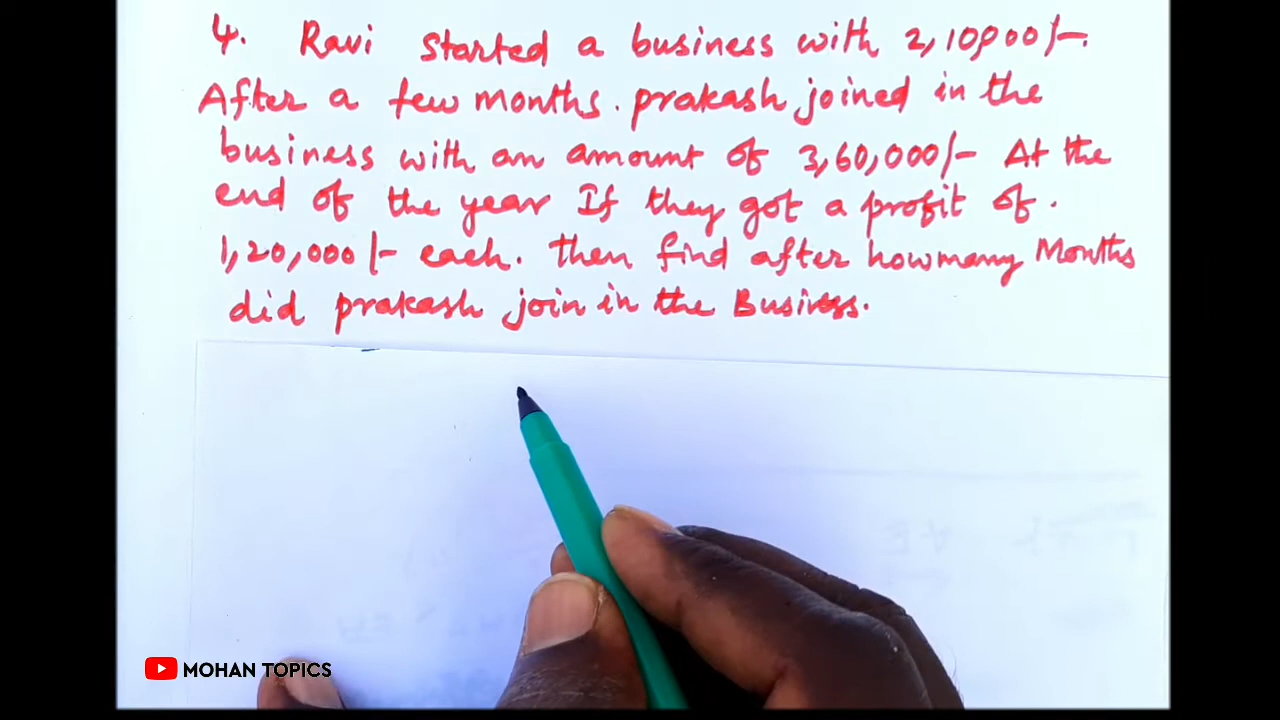 4. Ravi started a business with 2,10,000/-.
After a few months. prakash joined in the
business with an amount of 3,60,000/- At the
end of the year If they got a profit of.
1,20,000/- each. Then find after howmany Months
did prakash join in the Business.
MOHAN TOPICS